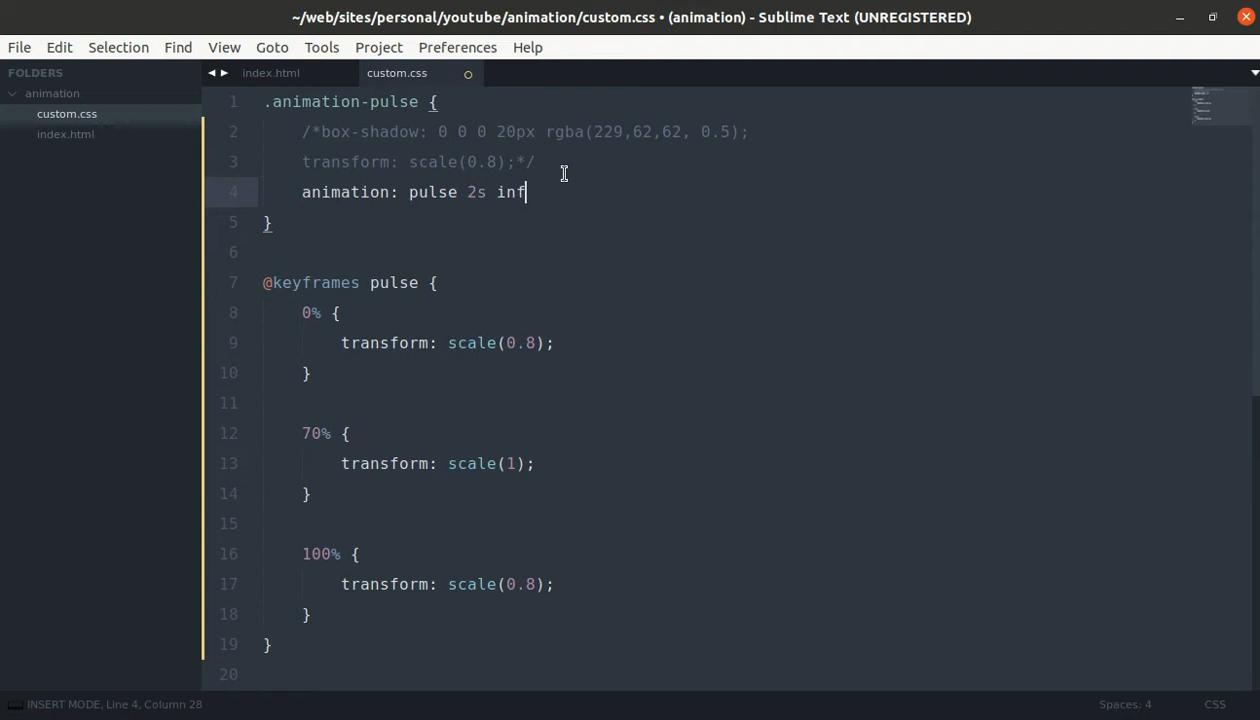 ~/web/sites/personal/youtube/animation/custom.css • (animation) - Sublime Text (UNREGISTERED)
File Edit Selection Find View Goto Tools Project Preferences Help
FOLDERS
animation
custom.css
index.html
index.html custom.css
1 .animation-pulse {
2 /*box-shadow: 0 0 0 20px rgba(229,62,62, 0.5);
3 transform: scale(0.8);*/
4 animation: pulse 2s inf
5 }
6
7 @keyframes pulse {
8 0% {
9 transform: scale(0.8);
10 }
11
12 70% {
13 transform: scale(1);
14 }
15
16 100% {
17 transform: scale(0.8);
18 }
19 }
20
INSERT MODE, Line 4, Column 28 Spaces: 4 CSS